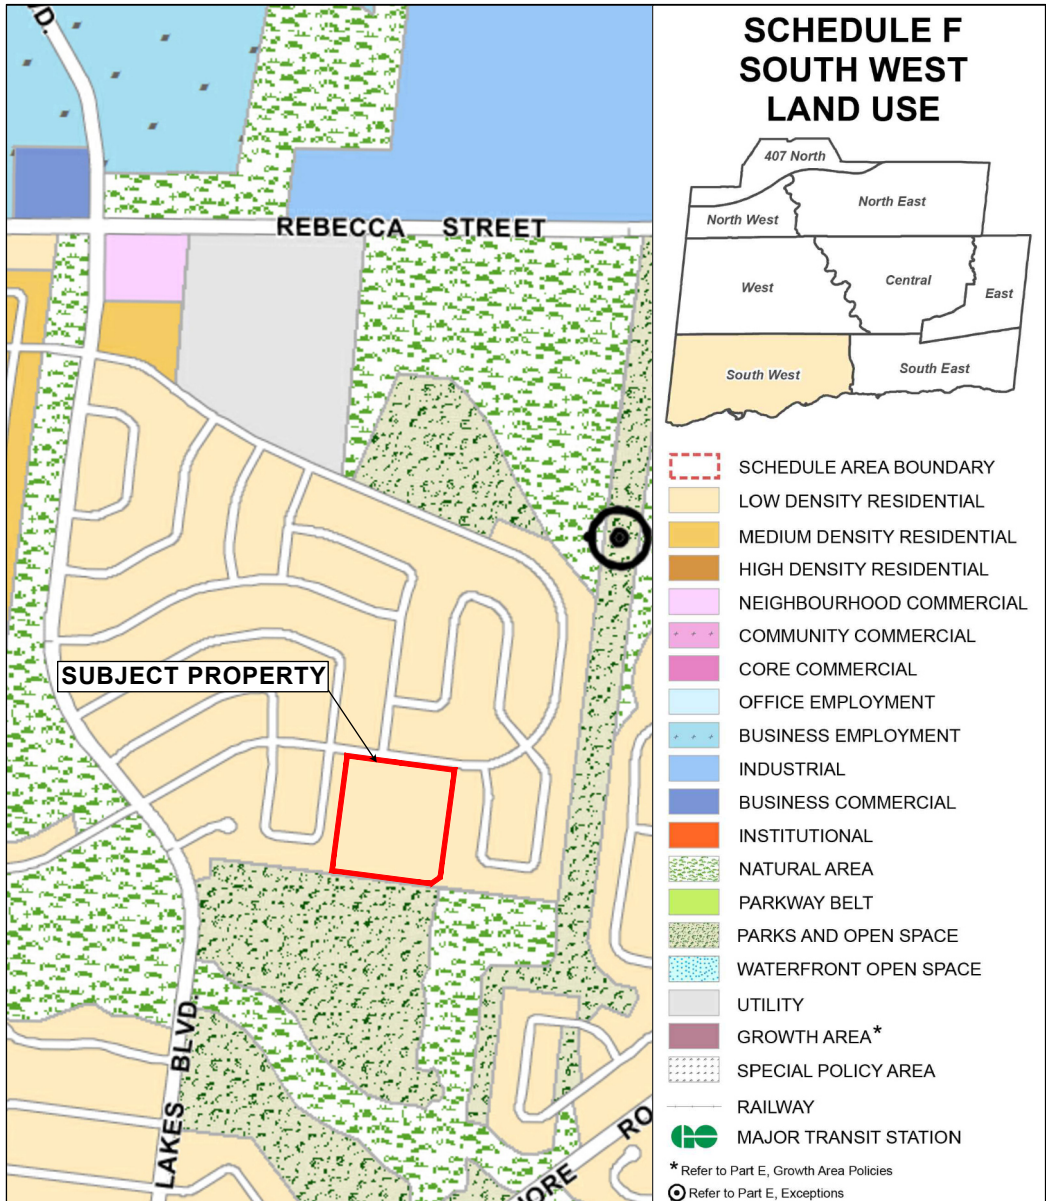 SCHEDULE F
SOUTH WEST
LAND USE
407 North
North West
North East
West
Central
East
South West
South East
SCHEDULE AREA BOUNDARY
LOW DENSITY RESIDENTIAL
MEDIUM DENSITY RESIDENTIAL
HIGH DENSITY RESIDENTIAL
NEIGHBOURHOOD COMMERCIAL
COMMUNITY COMMERCIAL
CORE COMMERCIAL
OFFICE EMPLOYMENT
BUSINESS EMPLOYMENT
INDUSTRIAL
BUSINESS COMMERCIAL
INSTITUTIONAL
NATURAL AREA
PARKWAY BELT
PARKS AND OPEN SPACE
WATERFRONT OPEN SPACE
UTILITY
GROWTH AREA*
SPECIAL POLICY AREA
RAILWAY
GO MAJOR TRANSIT STATION
* Refer to Part E, Growth Area Policies
Refer to Part E, Exceptions
VD.
REBECCA STREET
SUBJECT PROPERTY
LAKES BLVD.
ORE RO